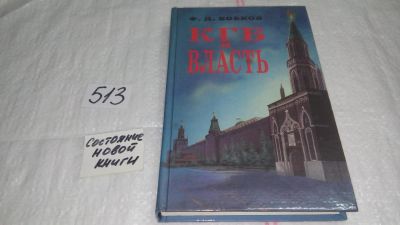 Ф. Д. БОБКОВ
КГБ
И
ВЛАСТЬ
513
СОСТОЯНИЕ
НОВОЙ
КНИГИ